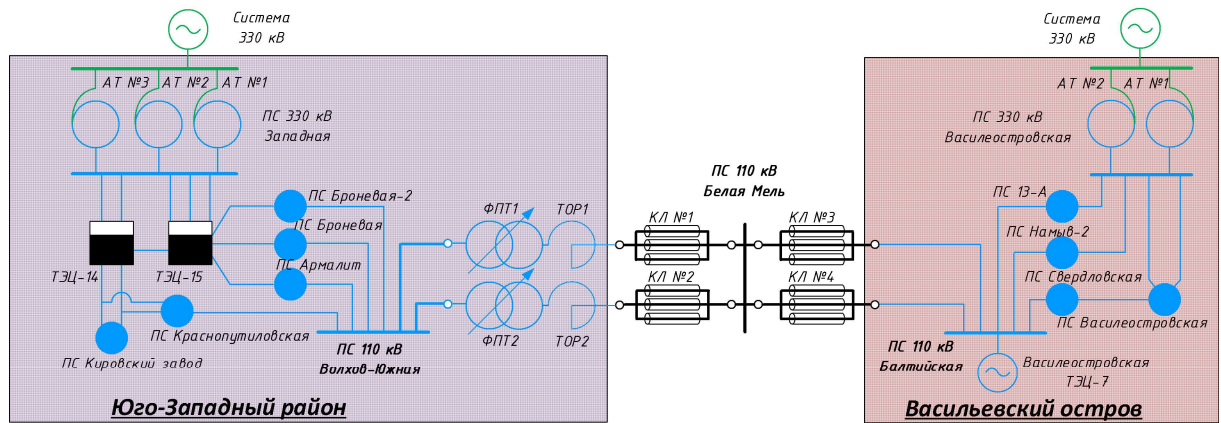 Система
330 кВ
АТ №3
АТ №2
АТ №1
ПС 330 кВ
Западная
ПС Броневая-2
ПС Броневая
ПС Армалит
ТЭЦ-14
ТЭЦ-15
ПС Краснопутиловская
ПС Кировский завод
ПС 110 кВ
Волхов-Южная
ФПТ1
ТОР1
ФПТ2
ТОР2
Юго-Западный район
КЛ №1
КЛ №2
ПС 110 кВ
Белая Мель
КЛ №3
КЛ №4
Система
330 кВ
АТ №2
АТ №1
ПС 330 кВ
Василеостровская
ПС 13-А
ПС Намыв-2
ПС Свердловская
ПС Василеостровская
ПС 110 кВ
Балтийская
Василеостровская
ТЭЦ-7
Васильевский остров